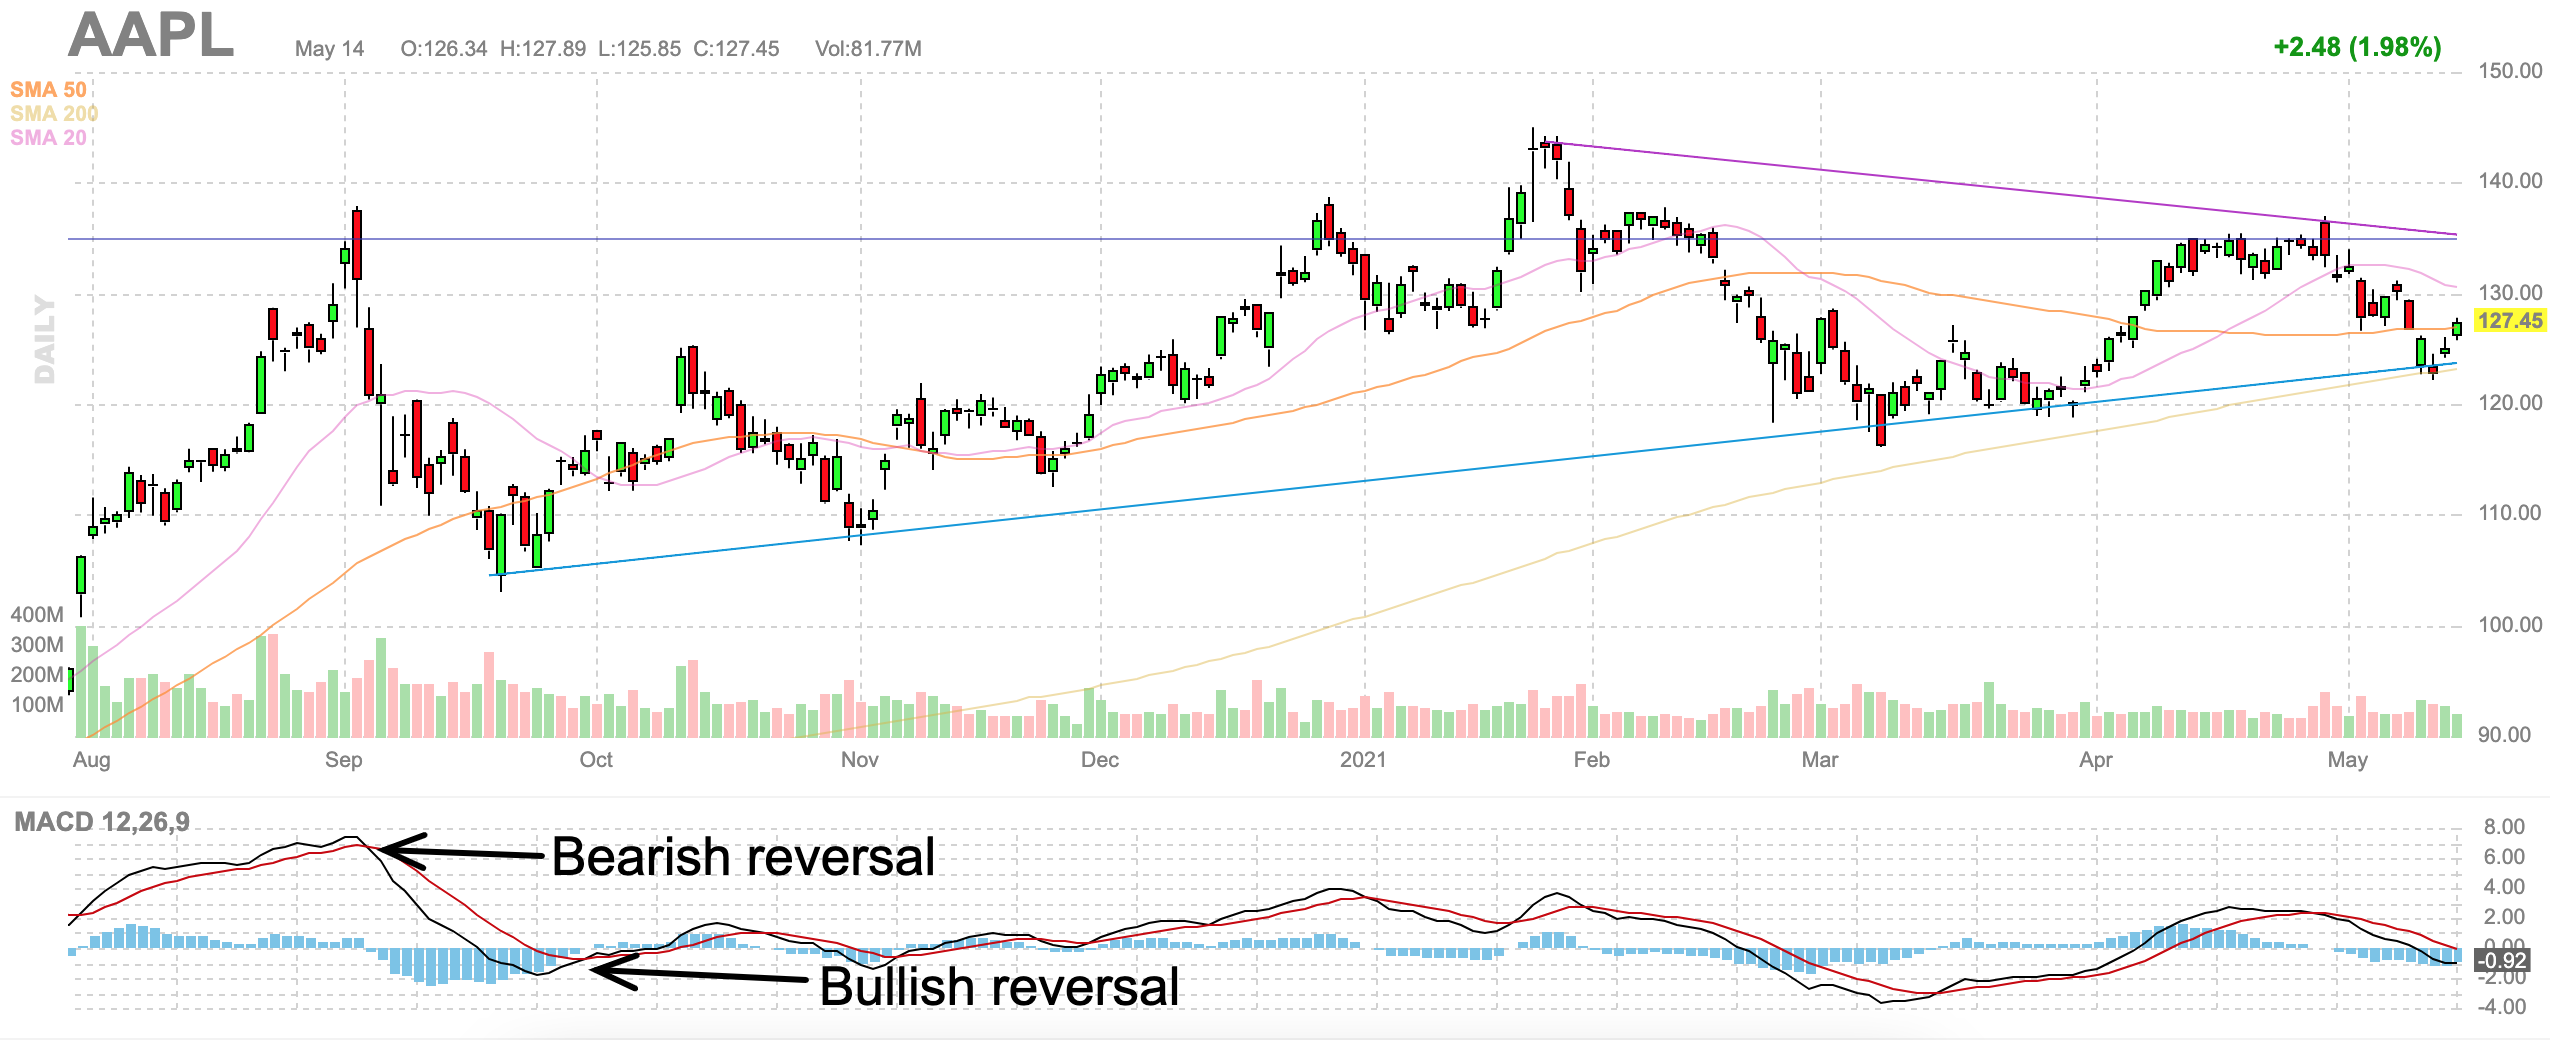 AAPL
May 14 O:126.34 H:127.89 L:125.85 C:127.45 Vol:81.77M
+2.48 (1.98%)
SMA 50
SMA 200
SMA 20
DAILY
150.00
140.00
130.00
127.45
120.00
110.00
100.00
90.00
400M
300M
200M
100M
Aug Sep Oct Nov Dec 2021 Feb Mar Apr May
MACD 12,26,9
Bearish reversal
Bullish reversal
8.00
6.00
4.00
2.00
0.00
-0.92
-2.00
-4.00